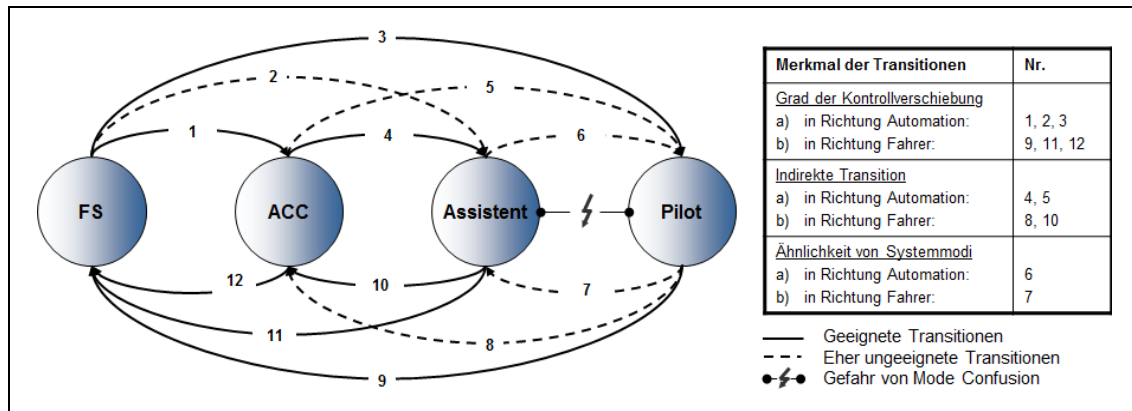 3
2
5
1
4
6
FS
ACC
Assistent
Pilot
12
10
7
11
8
9
Merkmal der Transitionen Nr.
Grad der Kontrollverschiebung
a) in Richtung Automation: 1, 2, 3
b) in Richtung Fahrer: 9, 11, 12
Indirekte Transition
a) in Richtung Automation: 4, 5
b) in Richtung Fahrer: 8, 10
Ähnlichkeit von Systemmodi
a) in Richtung Automation: 6
b) in Richtung Fahrer: 7
Geeignete Transitionen
Eher ungeeignete Transitionen
Gefahr von Mode Confusion